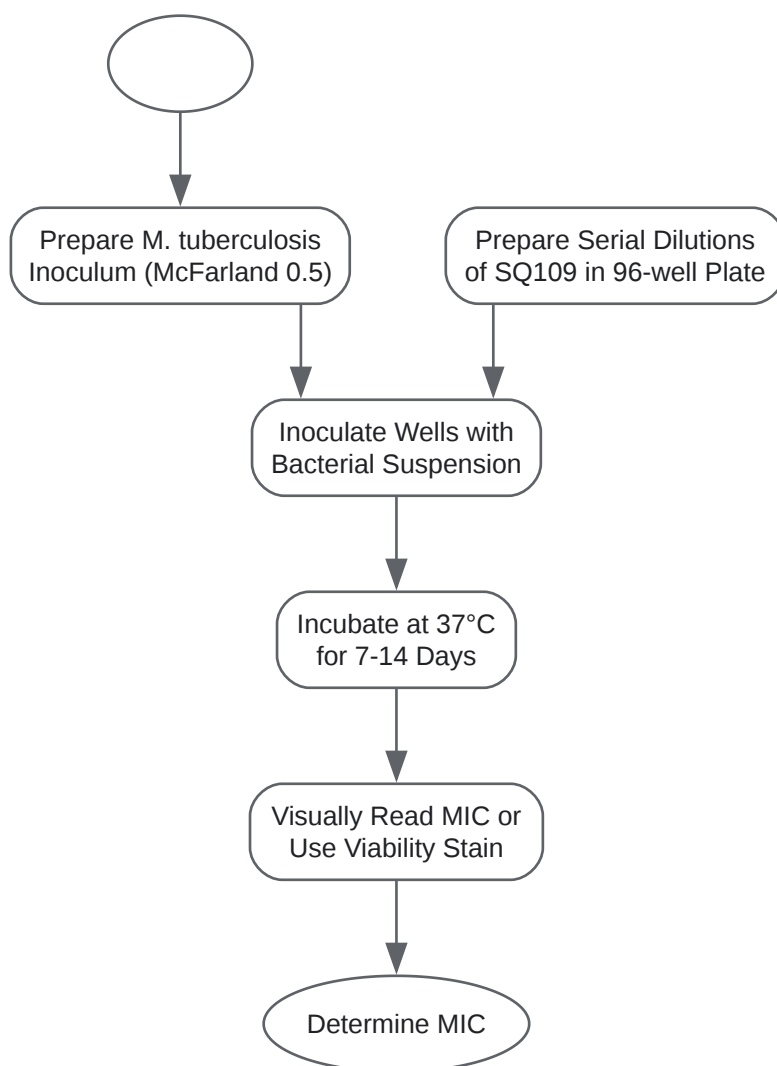 Prepare M. tuberculosis
Inoculum (McFarland 0.5)
Prepare Serial Dilutions
of SQ109 in 96-well Plate
Inoculate Wells with
Bacterial Suspension
Incubate at 37°C
for 7-14 Days
Visually Read MIC or
Use Viability Stain
Determine MIC